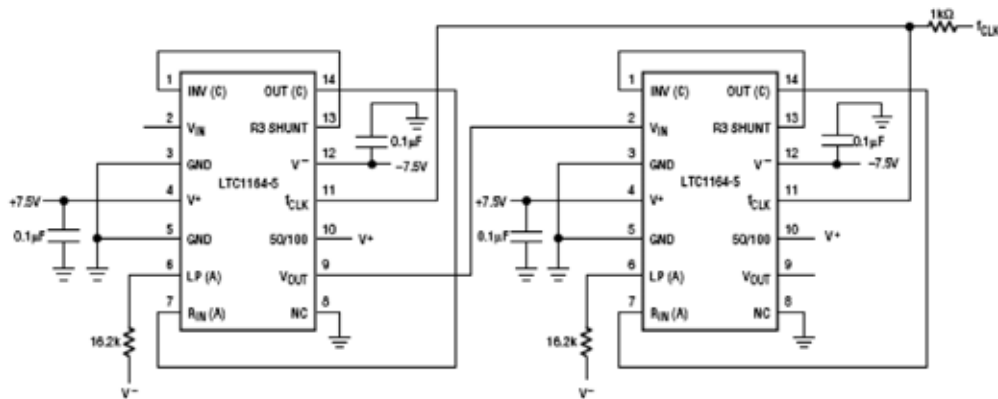 1kΩ
fCLK
1 INV (C) OUT (C) 14
2 VIN R3 SHUNT 13
3 GND V− 12
4 V+ fCLK 11
5 GND 50/100 10
6 LP (A) VOUT 9
7 RIN (A) NC 8
LTC1164-5
+7.5V
0.1μF
0.1μF
−7.5V
V+
16.2k
V−
1 INV (C) OUT (C) 14
2 VIN R3 SHUNT 13
3 GND V− 12
4 V+ fCLK 11
5 GND 50/100 10
6 LP (A) VOUT 9
7 RIN (A) NC 8
LTC1164-5
+7.5V
0.1μF
0.1μF
−7.5V
V+
16.2k
V−